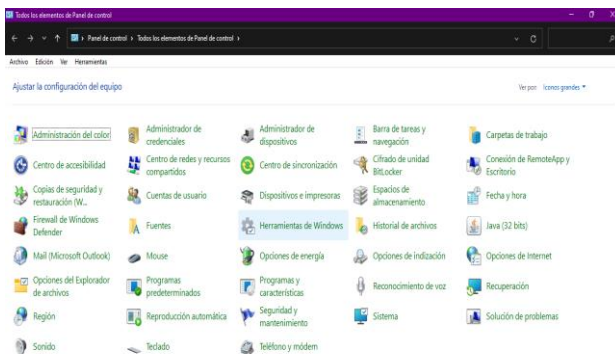 Todos los elementos de Panel de control
Panel de control > Todos los elementos de Panel de control >
Archivo Edición Ver Herramientas
Ajustar la configuración del equipo
Ver por: Iconos grandes
Administración del color
Administrador de
credenciales
Administrador de
dispositivos
Barra de tareas y
navegación
Carpetas de trabajo
Centro de accesibilidad
Centro de redes y recursos
compartidos
Centro de sincronización
Cifrado de unidad
BitLocker
Conexión de RemoteApp y
Escritorio
Copias de seguridad y
restauración (W...
Cuentas de usuario
Dispositivos e impresoras
Espacios de
almacenamiento
Fecha y hora
Firewall de Windows
Defender
Fuentes
Herramientas de Windows
Historial de archivos
Java (32 bits)
Mail (Microsoft Outlook)
Mouse
Opciones de energía
Opciones de indización
Opciones de Internet
Opciones del Explorador
de archivos
Programas
predeterminados
Programas y
características
Reconocimiento de voz
Recuperación
Región
Reproducción automática
Seguridad y
mantenimiento
Sistema
Solución de problemas
Sonido
Teclado
Teléfono y módem